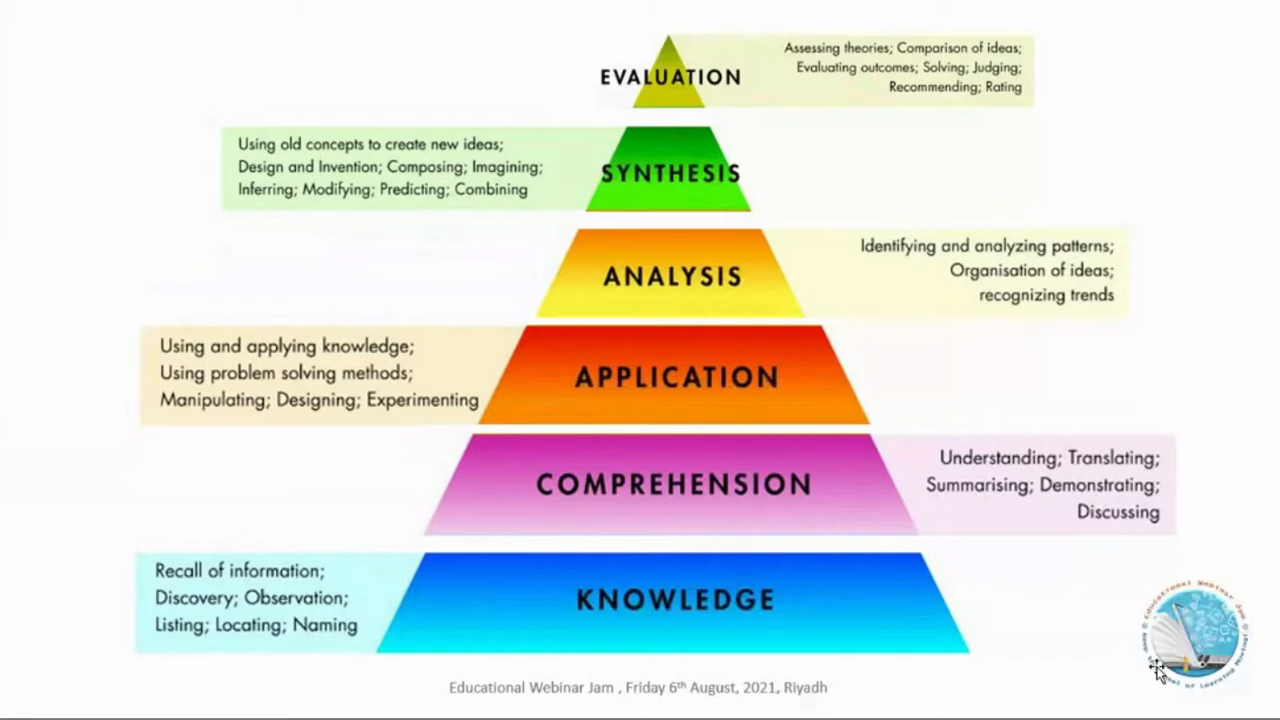 EVALUATION
Assessing theories; Comparison of ideas;
Evaluating outcomes; Solving; Judging;
Recommending; Rating
Using old concepts to create new ideas;
Design and Invention; Composing; Imagining;
Inferring; Modifying; Predicting; Combining
SYNTHESIS
ANALYSIS
Identifying and analyzing patterns;
Organisation of ideas;
recognizing trends
Using and applying knowledge;
Using problem solving methods;
Manipulating; Designing; Experimenting
APPLICATION
COMPREHENSION
Understanding; Translating;
Summarising; Demonstrating;
Discussing
Recall of information;
Discovery; Observation;
Listing; Locating; Naming
KNOWLEDGE
Educational Webinar Jam
Educational Webinar Jam , Friday 6th August, 2021, Riyadh